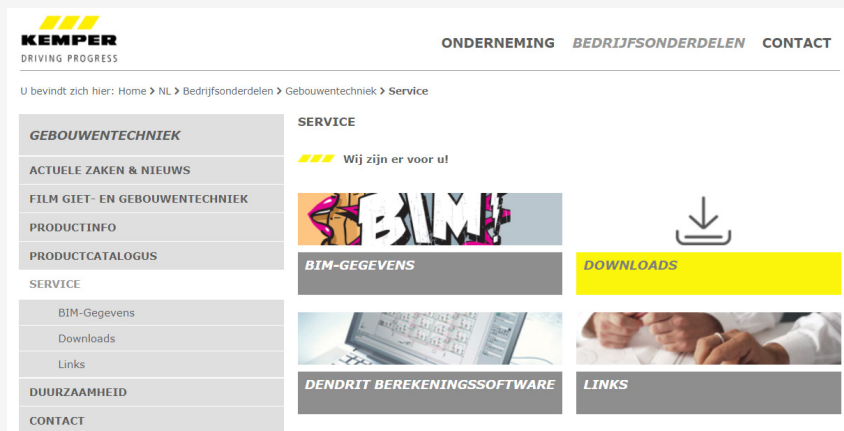 KEMPER
DRIVING PROGRESS
ONDERNEMING BEDRIJFSONDERDELEN CONTACT
U bevindt zich hier: Home > NL > Bedrijfsonderdelen > Gebouwentechniek > Service
GEBOUWENTECHNIEK
ACTUELE ZAKEN & NIEUWS
FILM GIET- EN GEBOUWENTECHNIEK
PRODUCTINFO
PRODUCTCATALOGUS
SERVICE
BIM-Gegevens
Downloads
Links
DUURZAAMHEID
CONTACT
SERVICE
Wij zijn er voor u!
BIM!
BIM-GEGEVENS
DOWNLOADS
DENDRIT BEREKENINGSSOFTWARE
LINKS